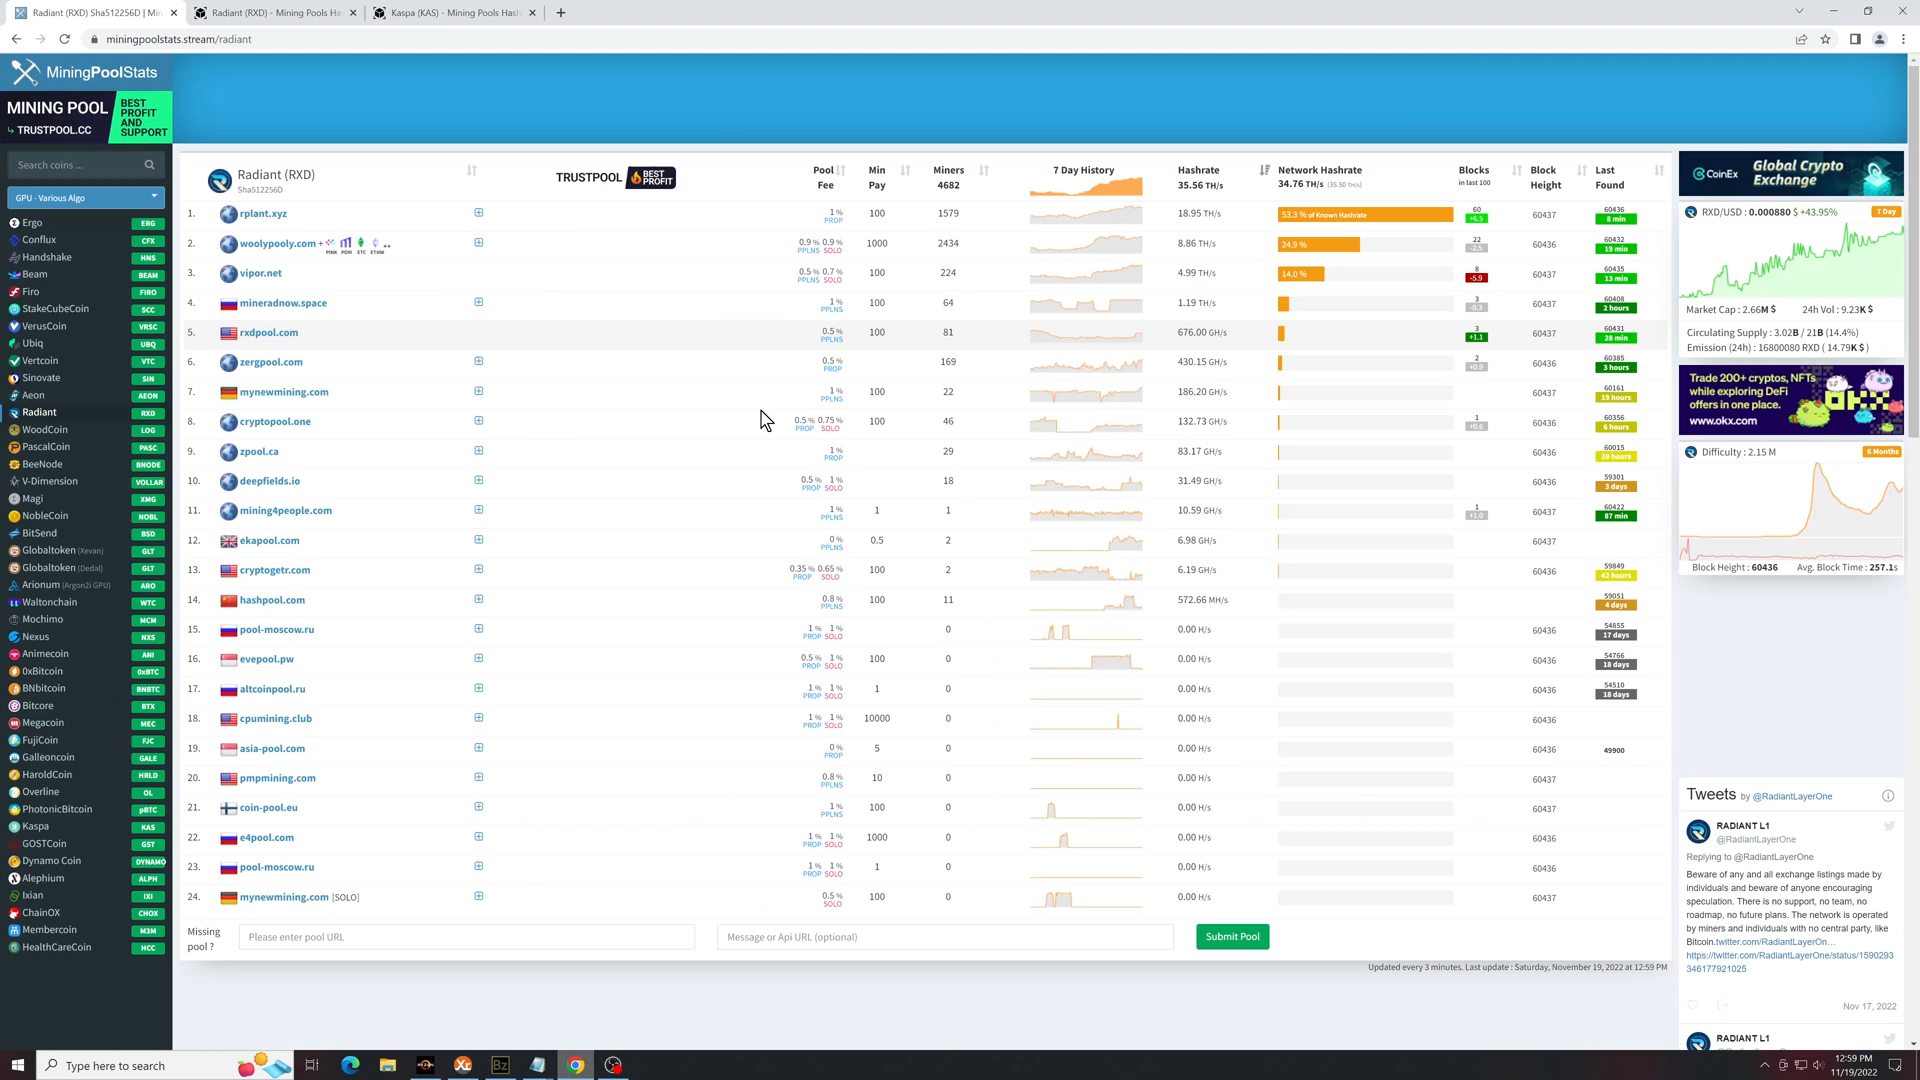 Radiant (RXD) Sha512256D | Min
Radiant (RXD) - Mining Pools Ha
Kaspa (KAS) - Mining Pools Hash
miningpoolstats.stream/radiant
MiningPoolStats
MINING POOL
TRUSTPOOL.CC
BEST
PROFIT
AND
SUPPORT
Search coins ...
GPU - Various Algo
Ergo ERG
Conflux CFX
Handshake HNS
Beam BEAM
Firo FIRO
StakeCubeCoin SCC
VerusCoin VRSC
Ubiq UBQ
Vertcoin VTC
Sinovate SIN
Aeon AEON
Radiant RXD
WoodCoin LOG
PascalCoin PASC
BeeNode BNODE
V-Dimension VOLLAR
Magi XMG
NobleCoin NOBL
BitSend BSD
Globaltoken (Xevan) GLT
Globaltoken (Dedal) GLT
Arionum (Argon2i GPU) ARO
Waltonchain WTC
Mochimo MCM
Nexus NXS
Animecoin ANI
0xBitcoin 0xBTC
BNbitcoin BNBTC
Bitcore BTX
Megacoin MEC
FujiCoin FJC
Galleoncoin GALE
HaroldCoin HRLD
Overline OL
PhotonicBitcoin pBTC
Kaspa KAS
GOSTCoin GST
Dynamo Coin DYNAMO
Alephium ALPH
Ixian IXI
ChainOX CHOX
Membercoin M3M
HealthCareCoin HCC
Radiant (RXD)
Sha512256D
TRUSTPOOL BEST PROFIT
Pool Fee
Min Pay
Miners 4682
7 Day History
Hashrate 35.56 TH/s
Network Hashrate 34.76 TH/s (35.50 TH/s)
Blocks in last 100
Block Height
Last Found
1. rplant.xyz 1 % PROP 100 1579 18.95 TH/s 53.3 % of Known Hashrate 60 +6.5 60437 60436 8 min
2. woolypooly.com + PINK POM ETC ETHW .. 0.9 % 0.9 % PPLNS SOLO 1000 2434 8.86 TH/s 24.9 % 22 -2.5 60436 60432 19 min
3. vipor.net 0.5 % 0.7 % PPLNS SOLO 100 224 4.99 TH/s 14.0 % 8 -5.9 60437 60435 13 min
4. mineradnow.space 1 % PPLNS 100 64 1.19 TH/s 3 -0.3 60437 60408 2 hours
5. rxdpool.com 0.5 % PPLNS 100 81 676.00 GH/s 3 +1.1 60437 60431 28 min
6. zergpool.com 0.5 % PROP 169 430.15 GH/s 2 +0.9 60436 60385 3 hours
7. mynewmining.com 1 % PPLNS 100 22 186.20 GH/s 60437 60161 19 hours
8. cryptopool.one 0.5 % 0.75 % PROP SOLO 100 46 132.73 GH/s 1 +0.6 60436 60356 6 hours
9. zpool.ca 1 % PROP 29 83.17 GH/s 60436 60015 29 hours
10. deepfields.io 0.5 % 1 % PROP SOLO 18 31.49 GH/s 60436 59301 3 days
11. mining4people.com 1 % PPLNS 1 1 10.59 GH/s 1 +1.0 60437 60422 87 min
12. ekapool.com 0 % PPLNS 0.5 2 6.98 GH/s 60437
13. cryptogetr.com 0.35 % 0.65 % PROP SOLO 100 2 6.19 GH/s 60436 59849 42 hours
14. hashpool.com 0.8 % PPLNS 100 11 572.66 MH/s 59051 4 days
15. pool-moscow.ru 1 % 1 % PROP SOLO 0 0.00 H/s 60436 54855 17 days
16. evepool.pw 0.5 % 1 % PROP SOLO 100 0 0.00 H/s 60436 54766 18 days
17. altcoinpool.ru 1 % 1 % PROP SOLO 1 0 0.00 H/s 60436 54510 18 days
18. cpumining.club 1 % 1 % PROP SOLO 10000 0 0.00 H/s 60436
19. asia-pool.com 0 % PROP 5 0 0.00 H/s 60436 49900
20. pmpmining.com 0.8 % PPLNS 10 0 0.00 H/s 60437
21. coin-pool.eu 1 % PPLNS 100 0 0.00 H/s 60437
22. e4pool.com 1 % 1 % PROP SOLO 1000 0 0.00 H/s 60436
23. pool-moscow.ru 1 % 1 % PROP SOLO 1 0 0.00 H/s 60436
24. mynewmining.com [SOLO] 0.5 % SOLO 100 0 0.00 H/s 60437
Missing pool ?
Please enter pool URL
Message or Api URL (optional)
Submit Pool
Updated every 3 minutes. Last update : Saturday, November 19, 2022 at 12:59 PM
CoinEx Global Crypto Exchange
RXD/USD : 0.000880 $ +43.95% 7 Day
Market Cap : 2.66M $ 24h Vol : 9.23K $
Circulating Supply : 3.02B / 21B (14.4%)
Emission (24h) : 16800080 RXD ( 14.79K $ )
Trade 200+ cryptos, NFTs
while exploring DeFi
offers in one place.
www.okx.com
Difficulty : 2.15 M 6 Months
Block Height : 60436 Avg. Block Time : 257.1s
Tweets by @RadiantLayerOne
RADIANT L1
@RadiantLayerOne
Replying to @RadiantLayerOne
Beware of any and all exchange listings made by
individuals and beware of anyone encouraging
speculation. There is no support, no team, no
roadmap, no future plans. The network is operated
by miners and individuals with no central party, like
Bitcoin.twitter.com/RadiantLayerOn…
https://twitter.com/RadiantLayerOne/status/1590293
346177921025
Nov 17, 2022
RADIANT L1
@RadiantLayerOne
Type here to search
Xr
Bz
12:59 PM
11/19/2022